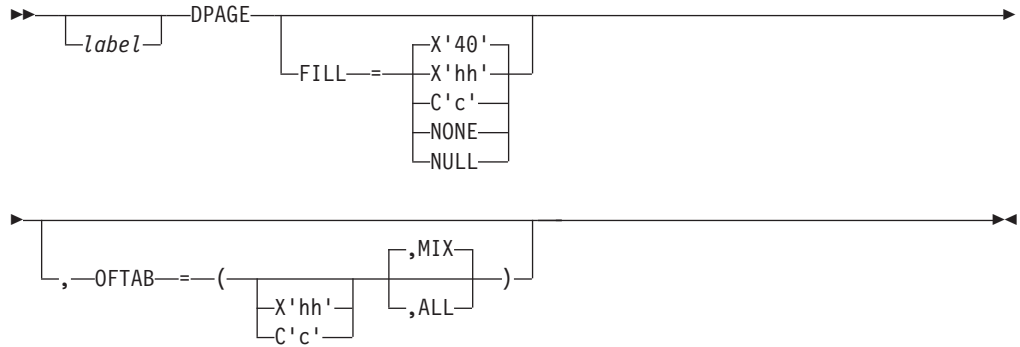 DPAGE
label
X'40'
FILL = X'hh'
C'c'
NONE
NULL
,MIX
, OFTAB = ( X'hh' ,ALL )
C'c'